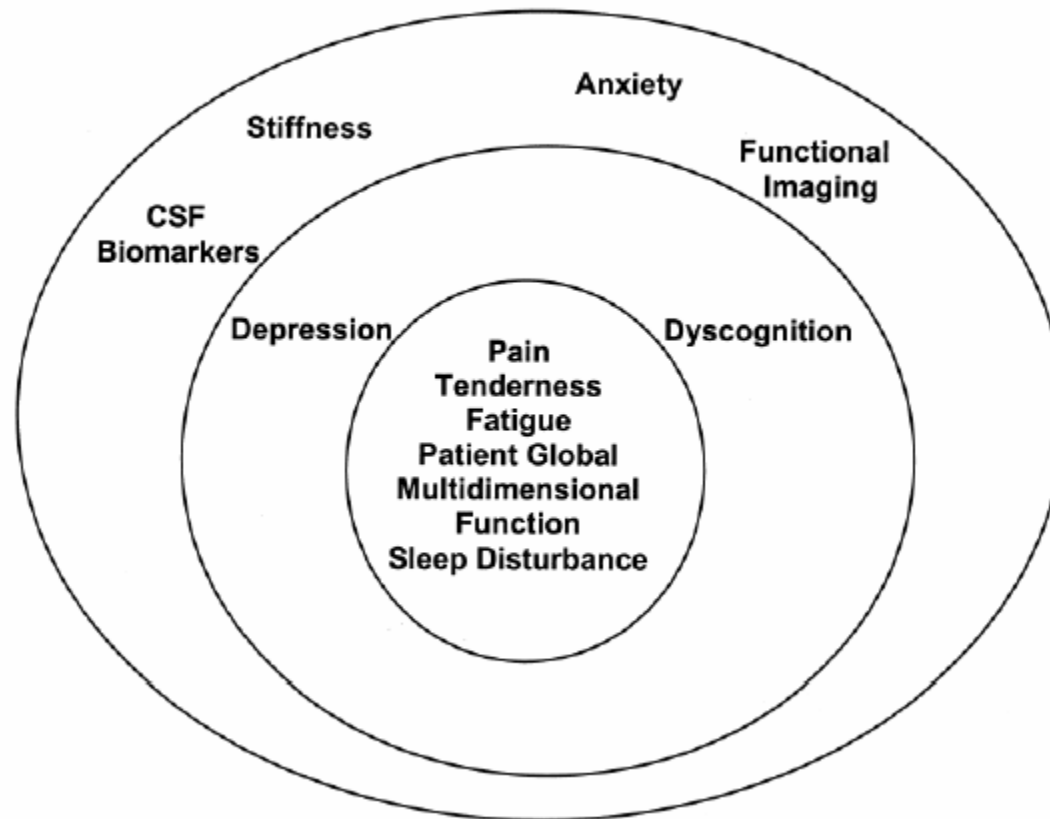 Anxiety
Stiffness
Functional
Imaging
CSF
Biomarkers
Depression
Dyscognition
Pain
Tenderness
Fatigue
Patient Global
Multidimensional
Function
Sleep Disturbance